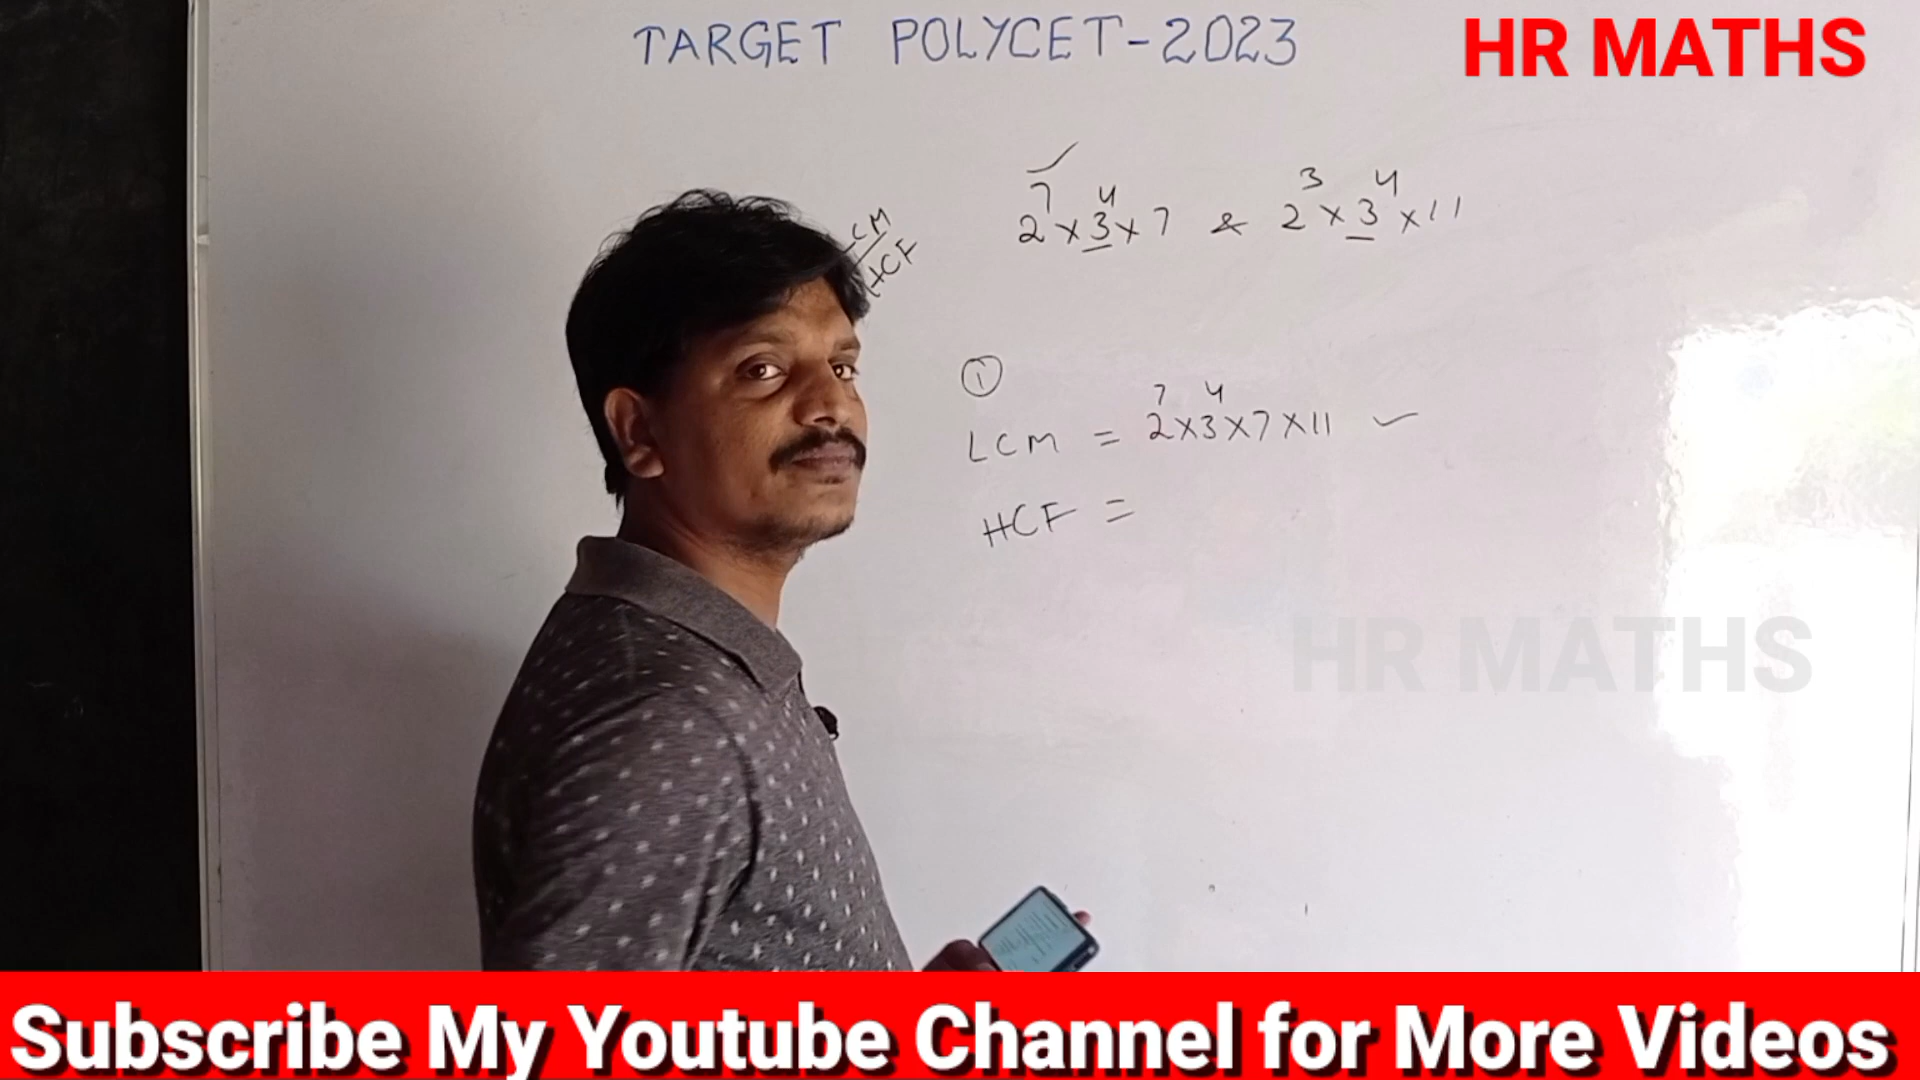 TARGET POLYCET-2023
HR MATHS
2⁷×3⁴×7 & 2³×3⁴×11
CM
HCF
①
LCM = 2⁷×3⁴×7×11 ✓
HCF =
HR MATHS
Subscribe My Youtube Channel for More Videos